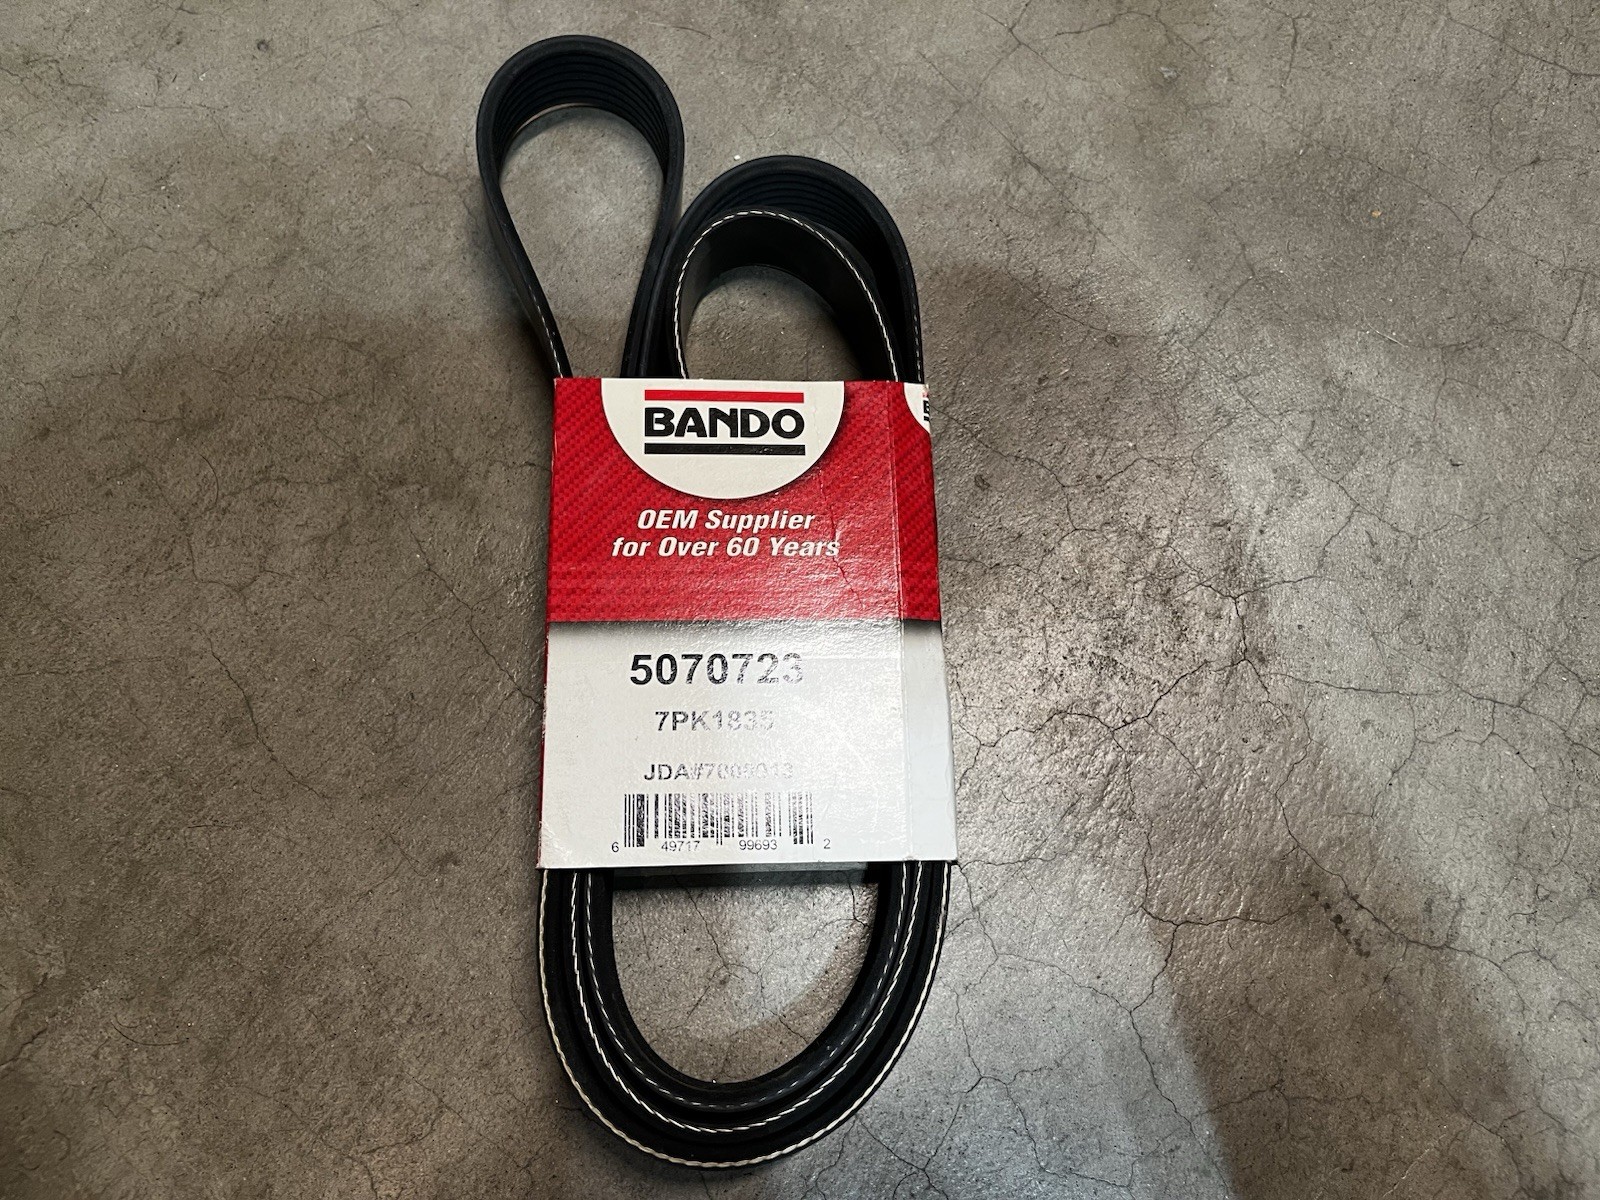 BANDO
OEM Supplier
for Over 60 Years
5070723
7PK1835
6 49717 99693 2